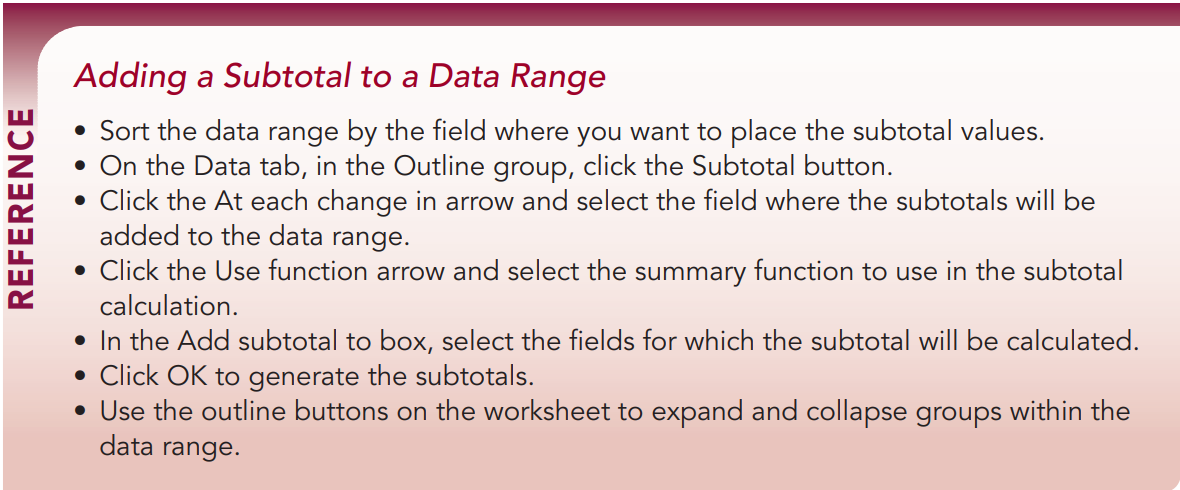 REFERENCE
Adding a Subtotal to a Data Range
• Sort the data range by the field where you want to place the subtotal values.
• On the Data tab, in the Outline group, click the Subtotal button.
• Click the At each change in arrow and select the field where the subtotals will be
added to the data range.
• Click the Use function arrow and select the summary function to use in the subtotal
calculation.
• In the Add subtotal to box, select the fields for which the subtotal will be calculated.
• Click OK to generate the subtotals.
• Use the outline buttons on the worksheet to expand and collapse groups within the
data range.